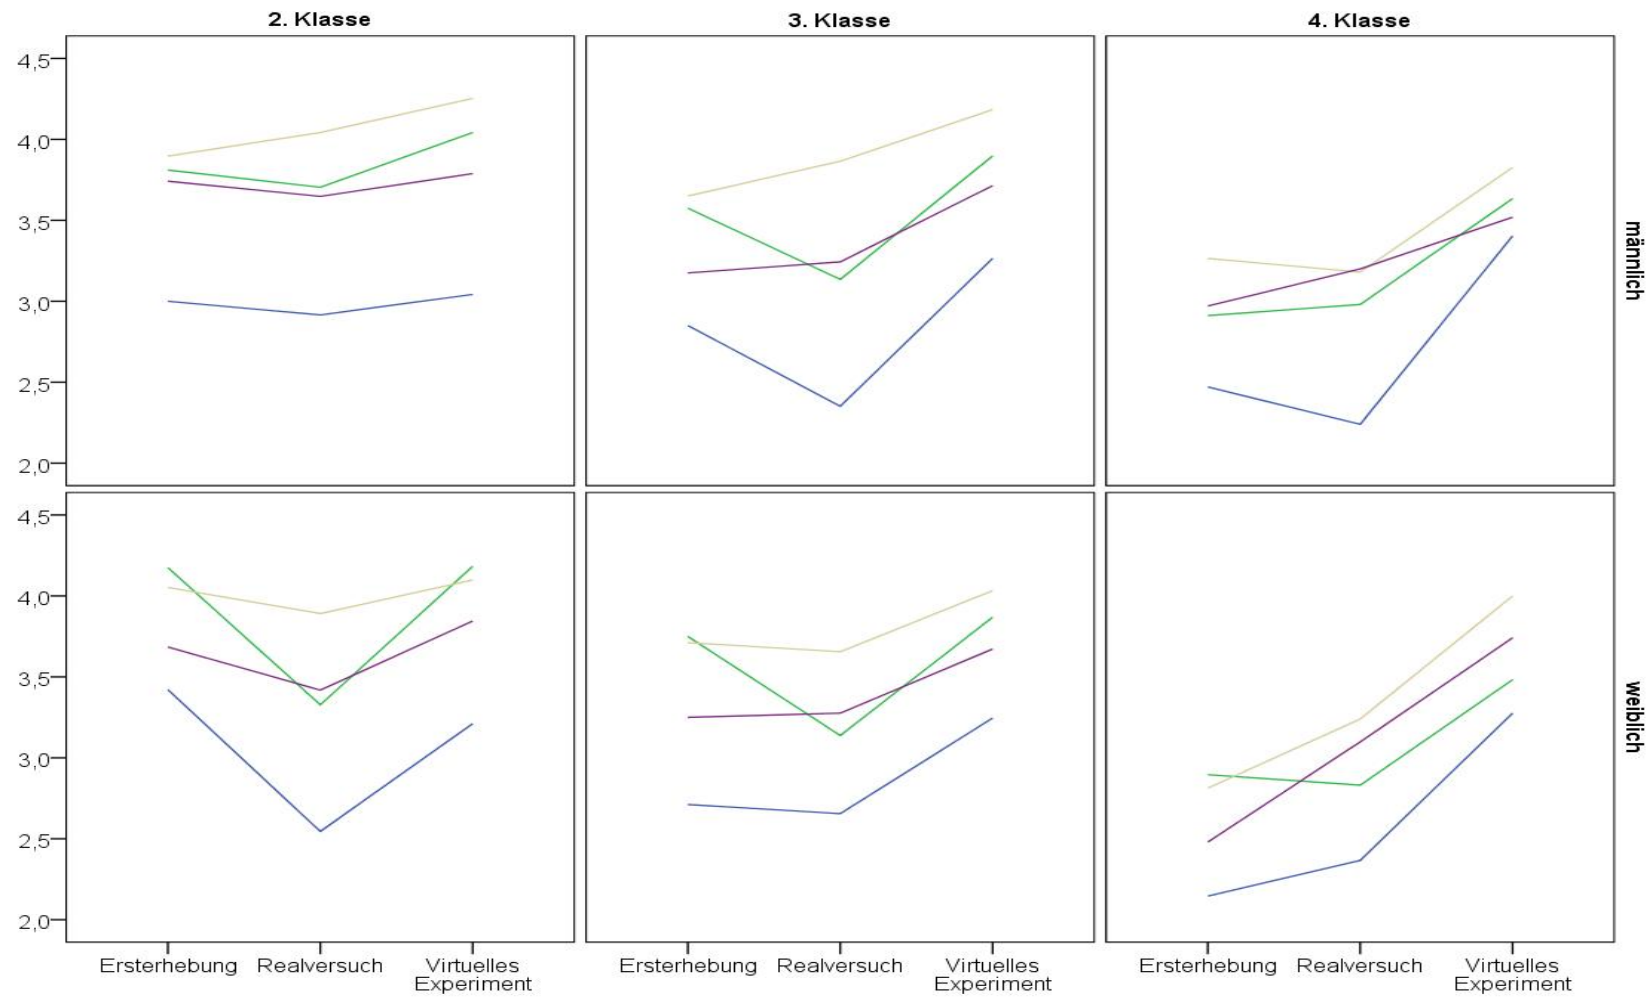 2. Klasse 3. Klasse 4. Klasse
4,5
4,0
3,5
3,0
2,5
2,0
männlich
4,5
4,0
3,5
3,0
2,5
2,0
weiblich
Ersterhebung Realversuch Virtuelles Experiment
Ersterhebung Realversuch Virtuelles Experiment
Ersterhebung Realversuch Virtuelles Experiment